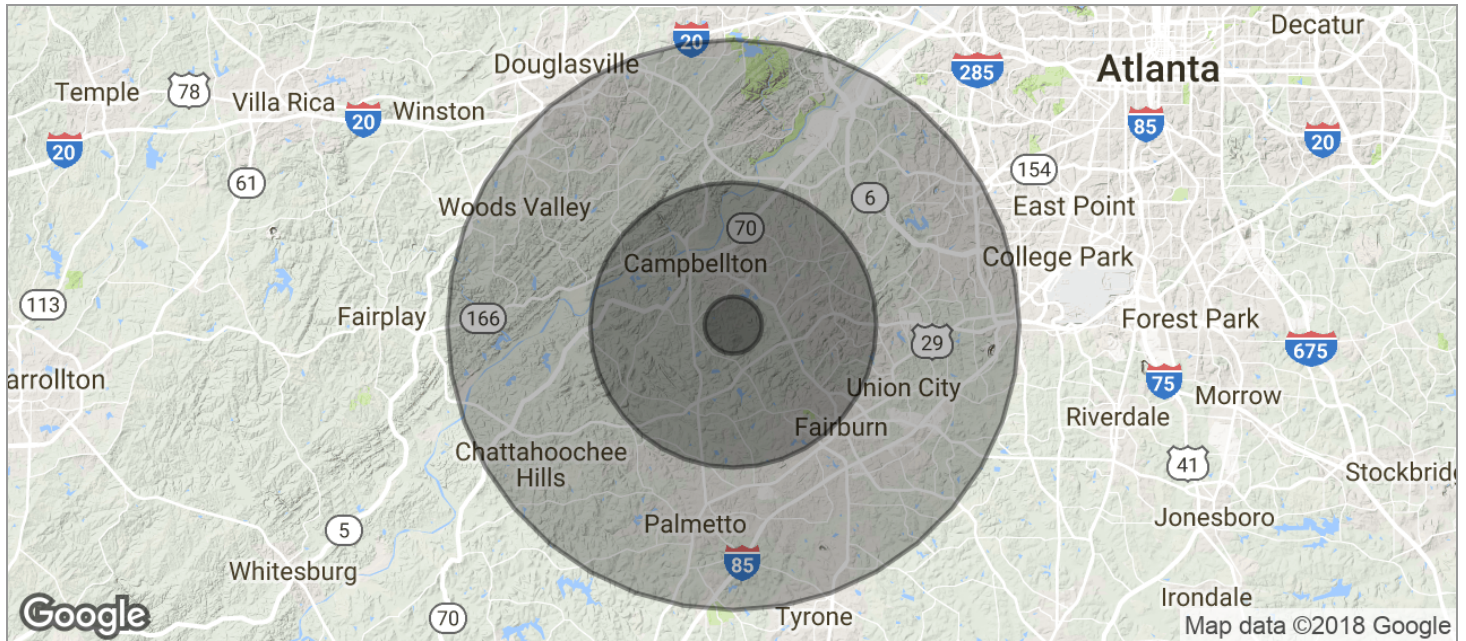 Decatur
20
Douglasville
285
Atlanta
Temple
78
Villa Rica
Winston
20
85
20
20
61
154
6
Woods Valley
East Point
70
Campbellton
College Park
113
Fairplay
166
Forest Park
29
675
arrollton
Union City
75
Morrow
Riverdale
Fairburn
Chattahoochee
Hills
41
Stockbridg
Palmetto
Jonesboro
5
85
Whitesburg
Irondale
Google
70
Tyrone
Map data ©2018 Google